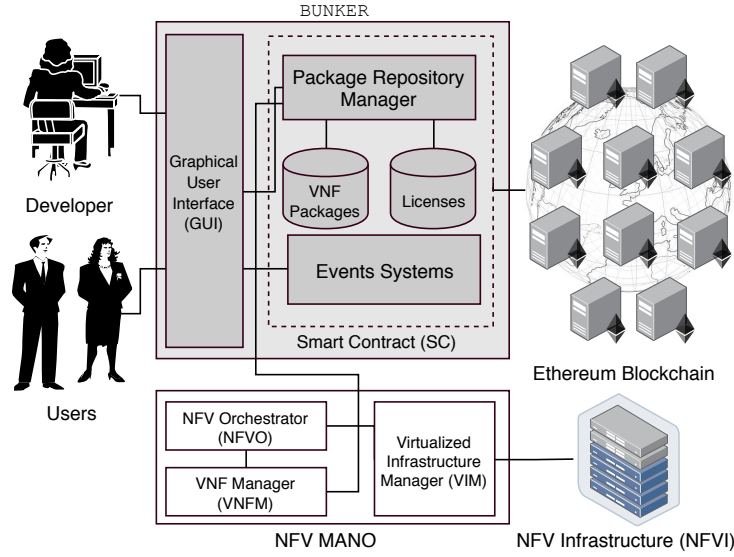 BUNKER
Package Repository
Manager
Graphical
User
Interface
(GUI)
VNF
Packages
Licenses
Developer
Events Systems
Smart Contract (SC)
Ethereum Blockchain
Users
NFV Orchestrator
(NFVO)
Virtualized
Infrastructure
Manager (VIM)
VNF Manager
(VNFM)
NFV MANO
NFV Infrastructure (NFVI)